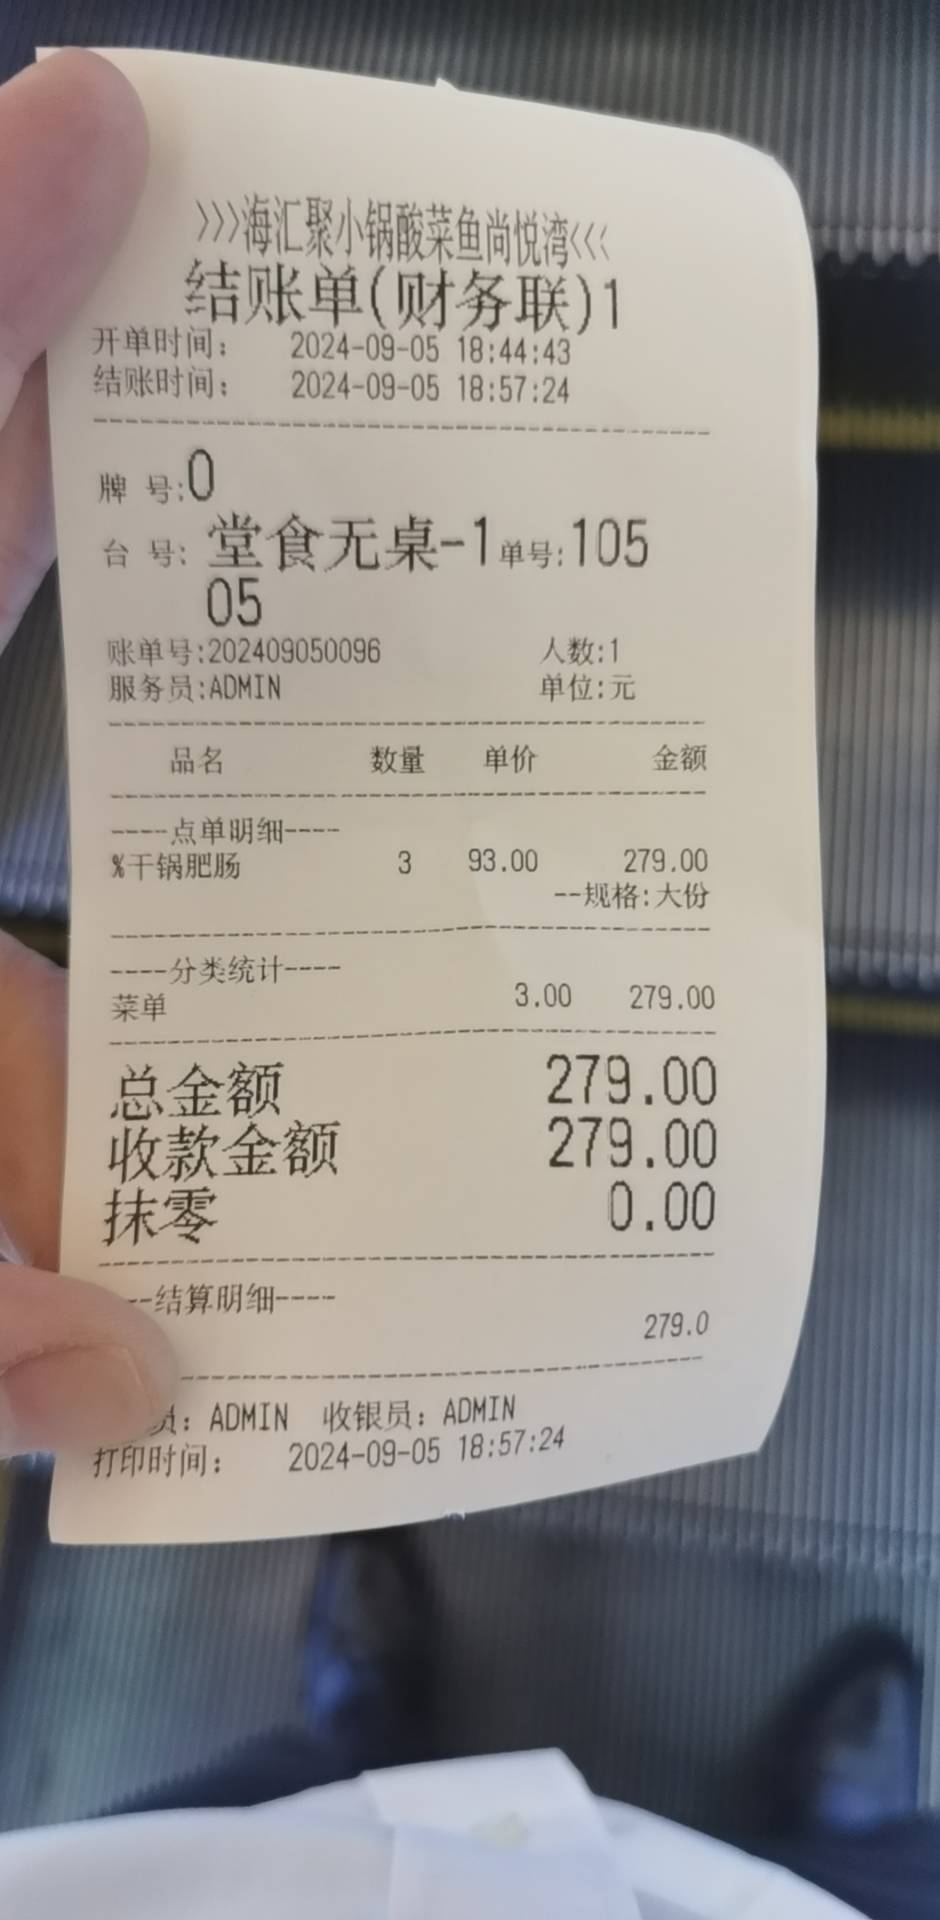 >>>海汇聚小锅酸菜鱼尚悦湾<<<
结账单(财务联)1
开单时间： 2024-09-05 18:44:43
结账时间： 2024-09-05 18:57:24
牌 号:0
台 号: 堂食无桌-1 单号:105
05
账单号:202409050096 人数:1
服务员:ADMIN 单位:元
品名 数量 单价 金额
----点单明细----
%干锅肥肠 3 93.00 279.00
--规格:大份
----分类统计----
菜单 3.00 279.00
总金额 279.00
收款金额 279.00
抹零 0.00
--结算明细----
279.0
员: ADMIN 收银员: ADMIN
打印时间： 2024-09-05 18:57:24